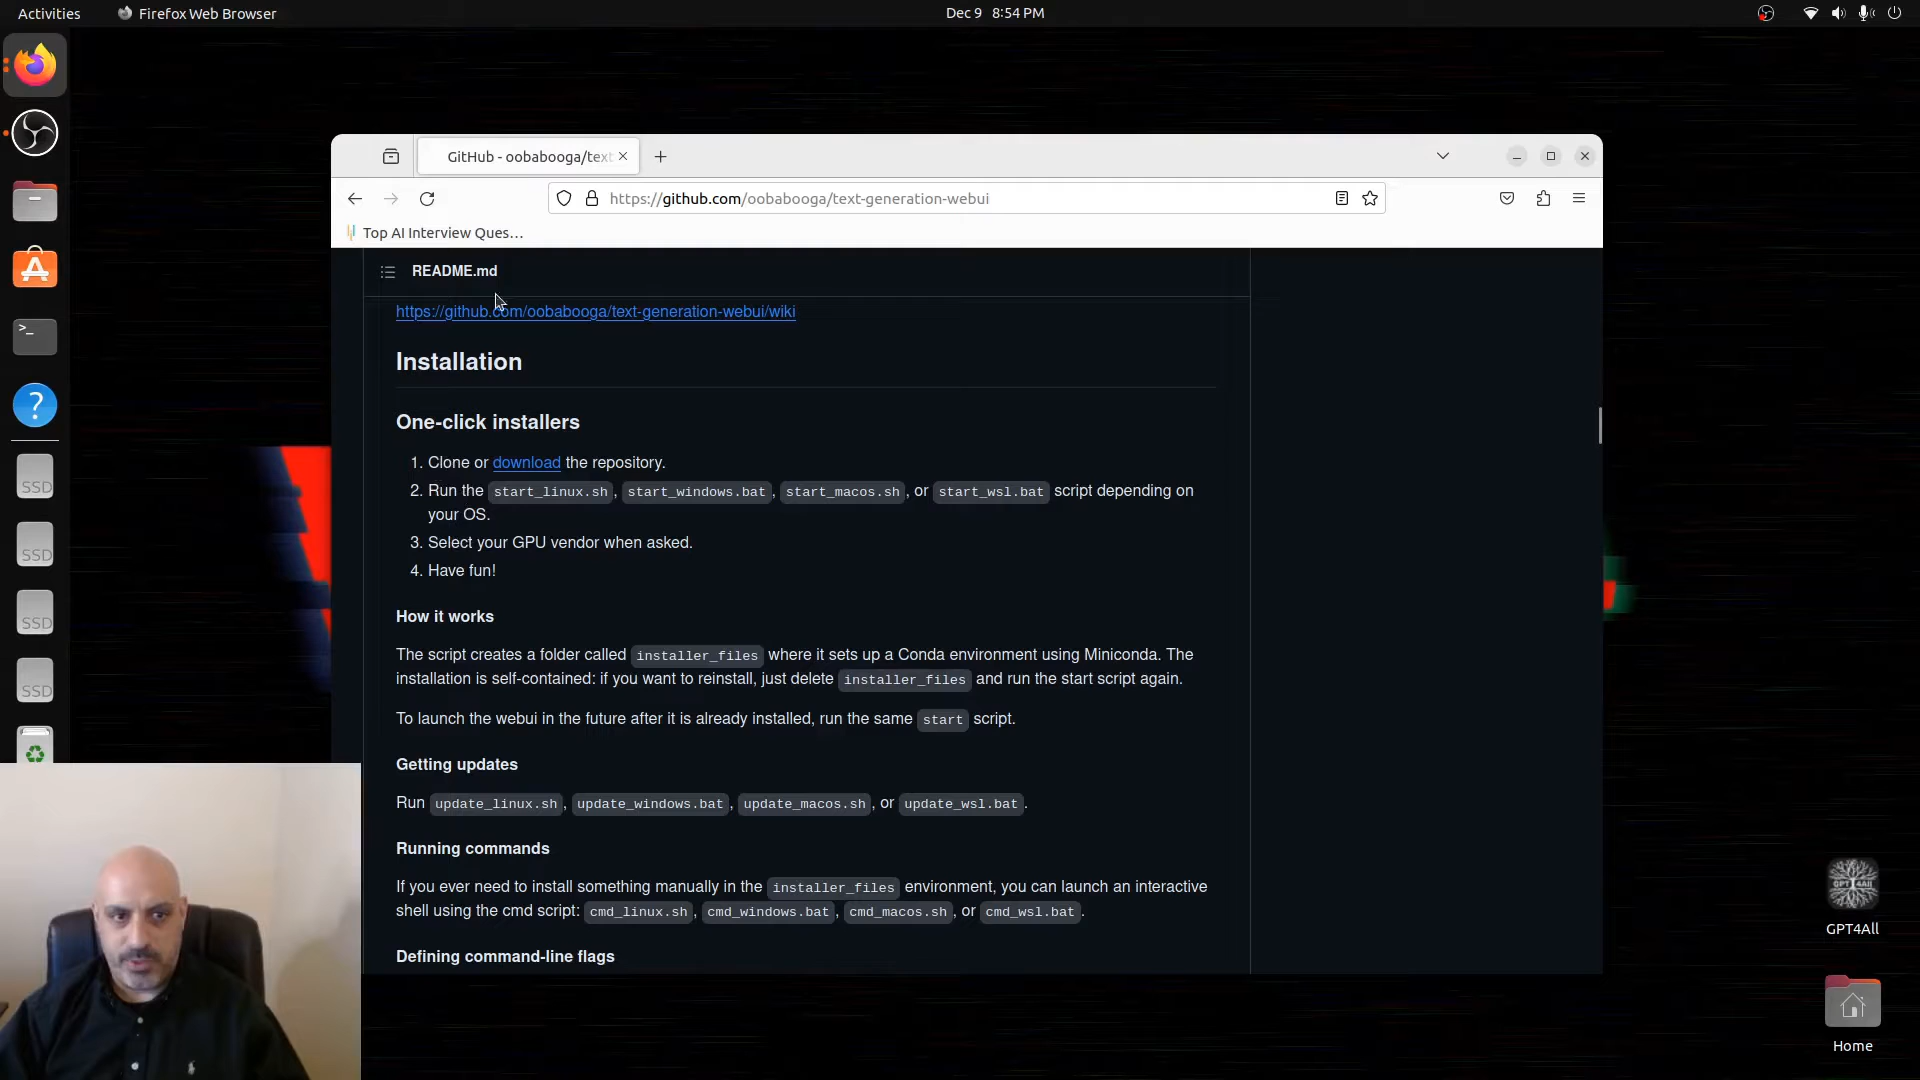 Activities
Firefox Web Browser
Dec 9 8:54 PM
GitHub - oobabooga/text
https://github.com/oobabooga/text-generation-webui
Top AI Interview Ques…
README.md
https://github.com/oobabooga/text-generation-webui/wiki
Installation
One-click installers
1. Clone or download the repository.
2. Run the start_linux.sh, start_windows.bat, start_macos.sh, or start_wsl.bat script depending on
your OS.
3. Select your GPU vendor when asked.
4. Have fun!
How it works
The script creates a folder called installer_files where it sets up a Conda environment using Miniconda. The
installation is self-contained: if you want to reinstall, just delete installer_files and run the start script again.
To launch the webui in the future after it is already installed, run the same start script.
Getting updates
Run update_linux.sh, update_windows.bat, update_macos.sh, or update_wsl.bat.
Running commands
If you ever need to install something manually in the installer_files environment, you can launch an interactive
shell using the cmd script: cmd_linux.sh, cmd_windows.bat, cmd_macos.sh, or cmd_wsl.bat.
Defining command-line flags
SSD
SSD
SSD
SSD
GPT4All
GPT4All
Home